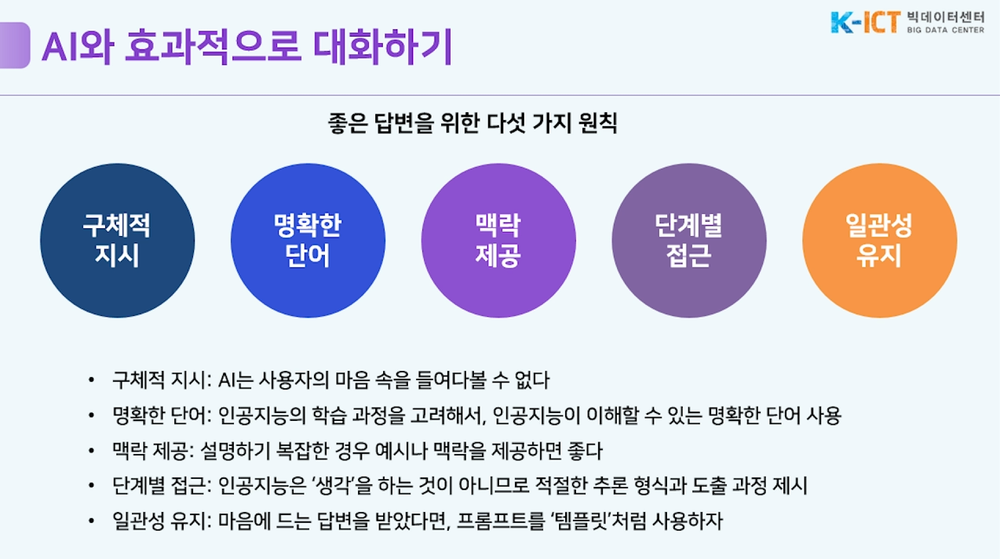 AI와 효과적으로 대화하기
K-ICT 빅데이터센터
BIG DATA CENTER
좋은 답변을 위한 다섯 가지 원칙
구체적
지시
명확한
단어
맥락
제공
단계별
접근
일관성
유지
• 구체적 지시: AI는 사용자의 마음 속을 들여다볼 수 없다
• 명확한 단어: 인공지능의 학습 과정을 고려해서, 인공지능이 이해할 수 있는 명확한 단어 사용
• 맥락 제공: 설명하기 복잡한 경우 예시나 맥락을 제공하면 좋다
• 단계별 접근: 인공지능은 ‘생각’을 하는 것이 아니므로 적절한 추론 형식과 도출 과정 제시
• 일관성 유지: 마음에 드는 답변을 받았다면, 프롬프트를 ‘템플릿’처럼 사용하자